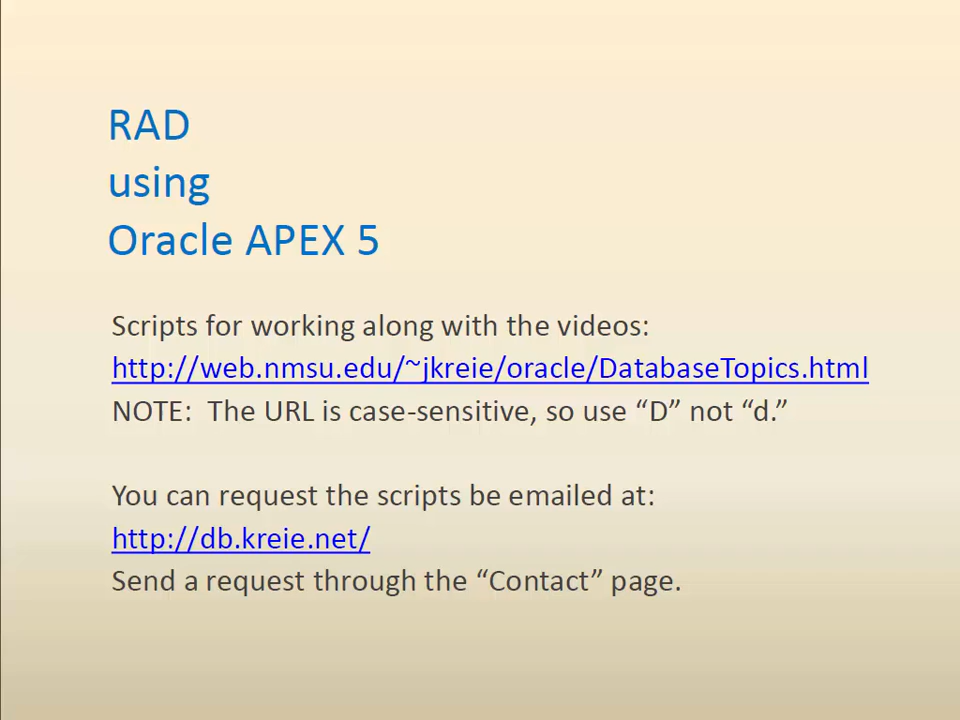 RAD
using
Oracle APEX 5
Scripts for working along with the videos:
http://web.nmsu.edu/~jkreie/oracle/DatabaseTopics.html
NOTE:  The URL is case-sensitive, so use “D” not “d.”
You can request the scripts be emailed at:
http://db.kreie.net/
Send a request through the “Contact” page.